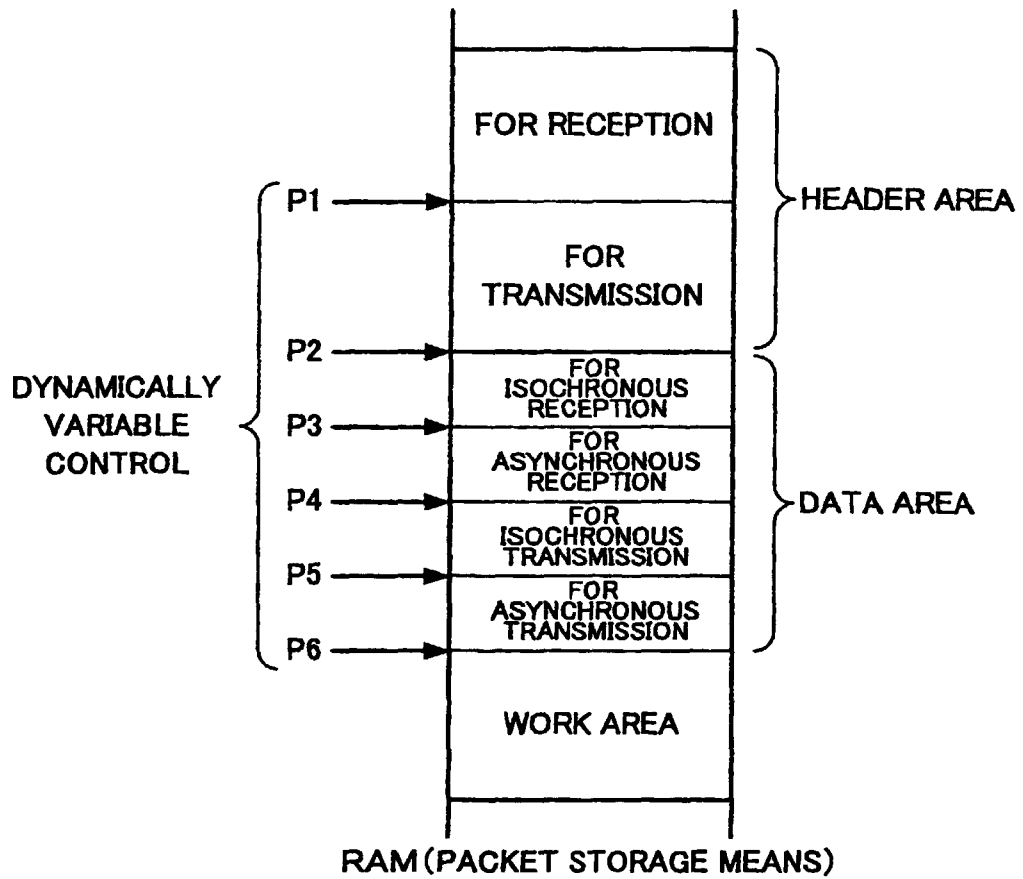 FOR RECEPTION
P1
HEADER AREA
FOR
TRANSMISSION
P2
FOR
ISOCHRONOUS
RECEPTION
DYNAMICALLY
VARIABLE
CONTROL
P3
FOR
ASYNCHRONOUS
RECEPTION
P4
DATA AREA
FOR
ISOCHRONOUS
TRANSMISSION
P5
FOR
ASYNCHRONOUS
TRANSMISSION
P6
WORK AREA
RAM (PACKET STORAGE MEANS)